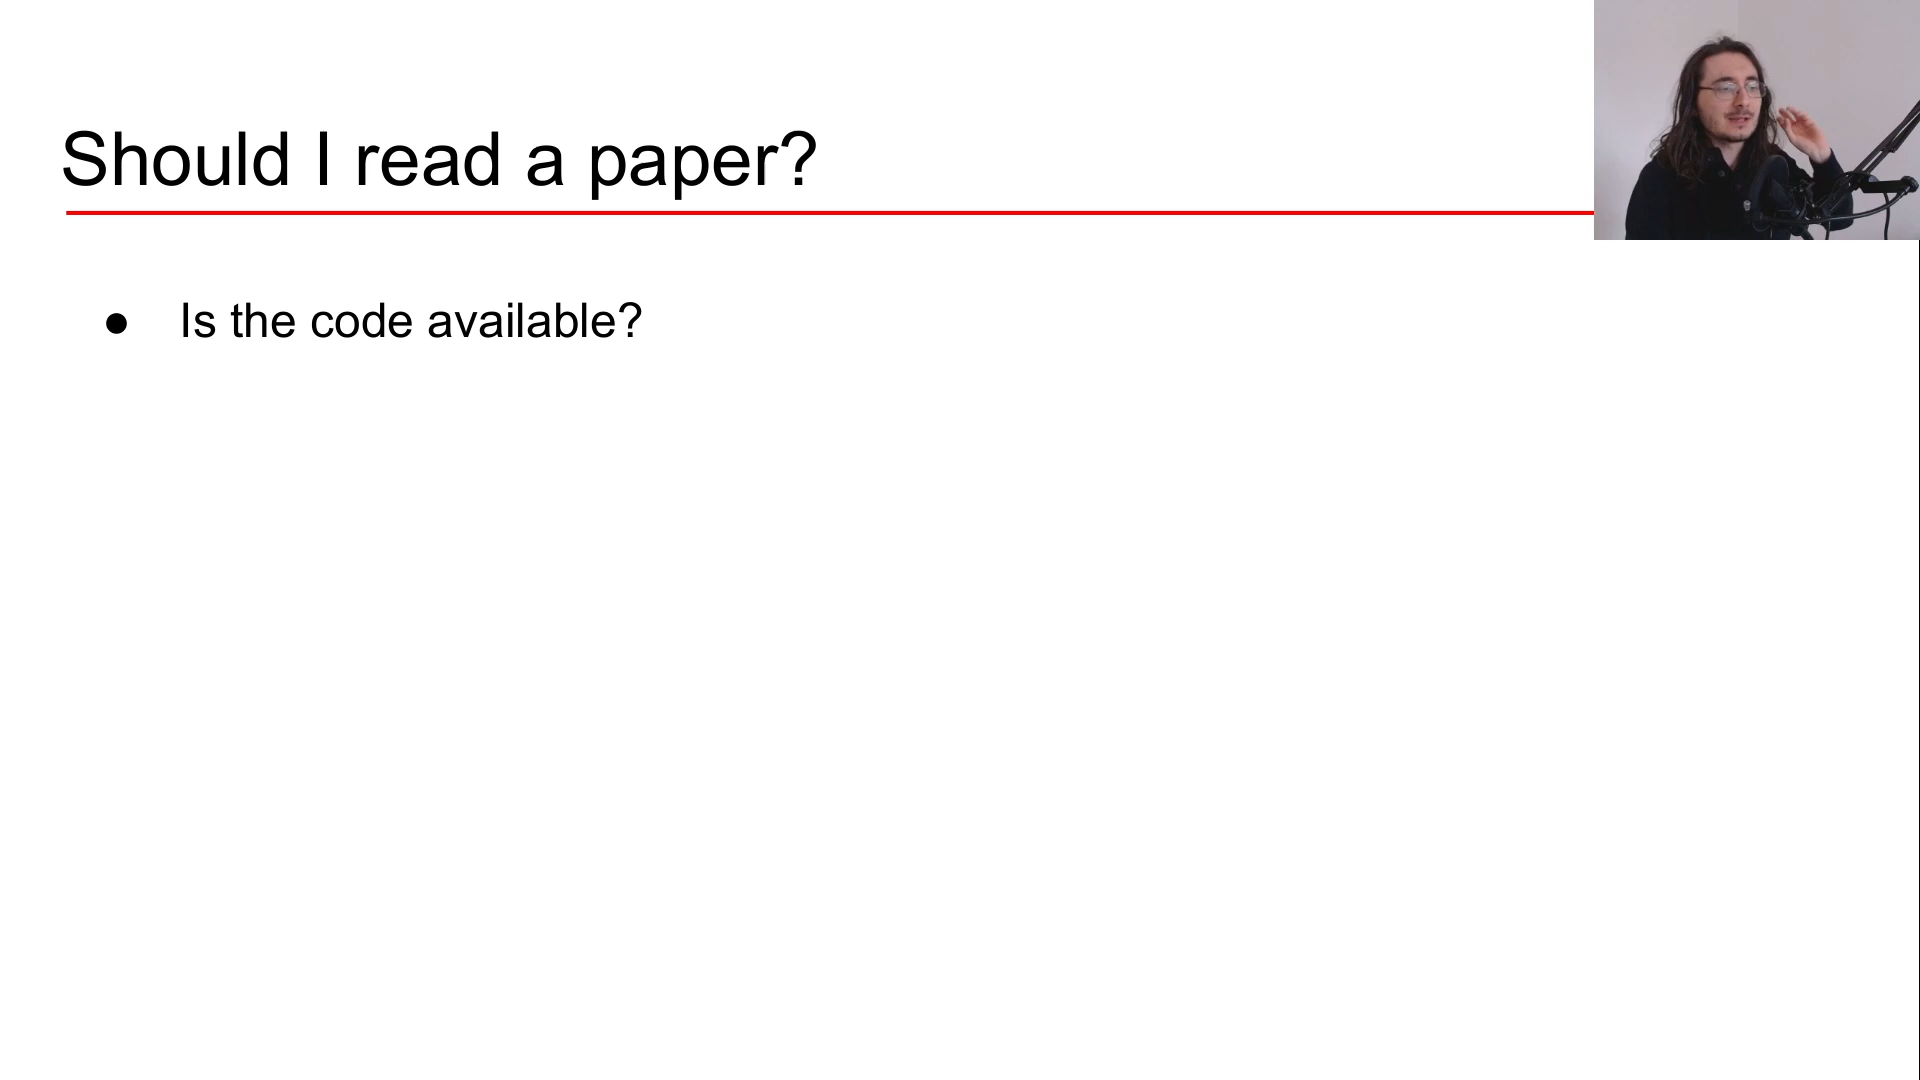 Should I read a paper?
● Is the code available?